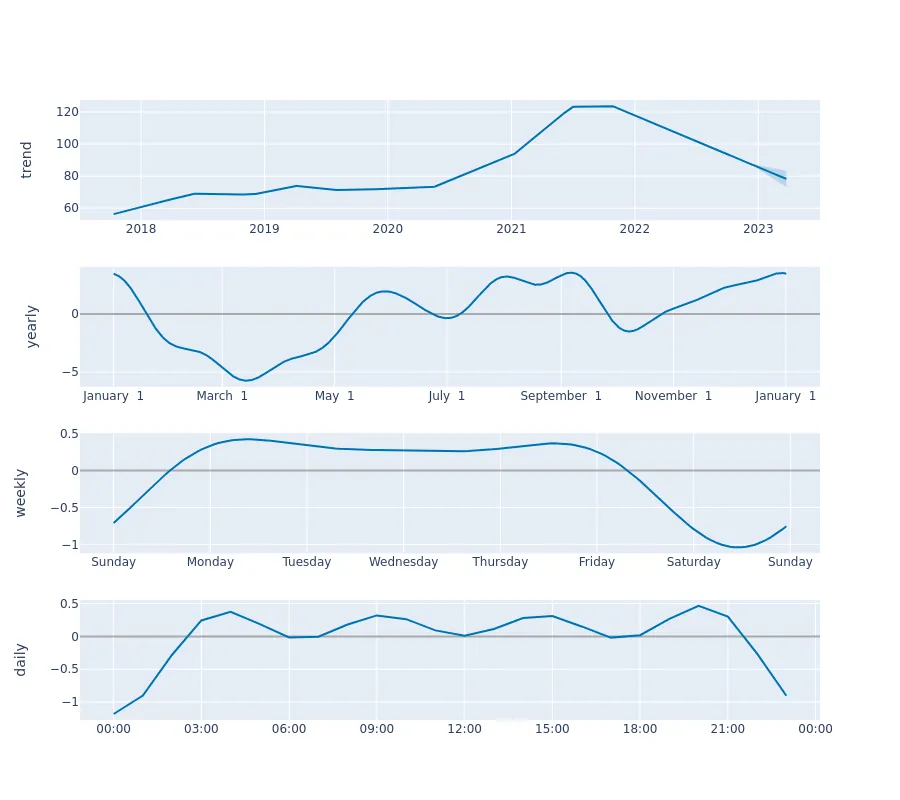 trend
120
100
80
60
2018 2019 2020 2021 2022 2023
yearly
0
−5
January 1 March 1 May 1 July 1 September 1 November 1 January 1
weekly
0.5
0
−0.5
−1
Sunday Monday Tuesday Wednesday Thursday Friday Saturday Sunday
daily
0.5
0
−0.5
−1
00:00 03:00 06:00 09:00 12:00 15:00 18:00 21:00 00:00